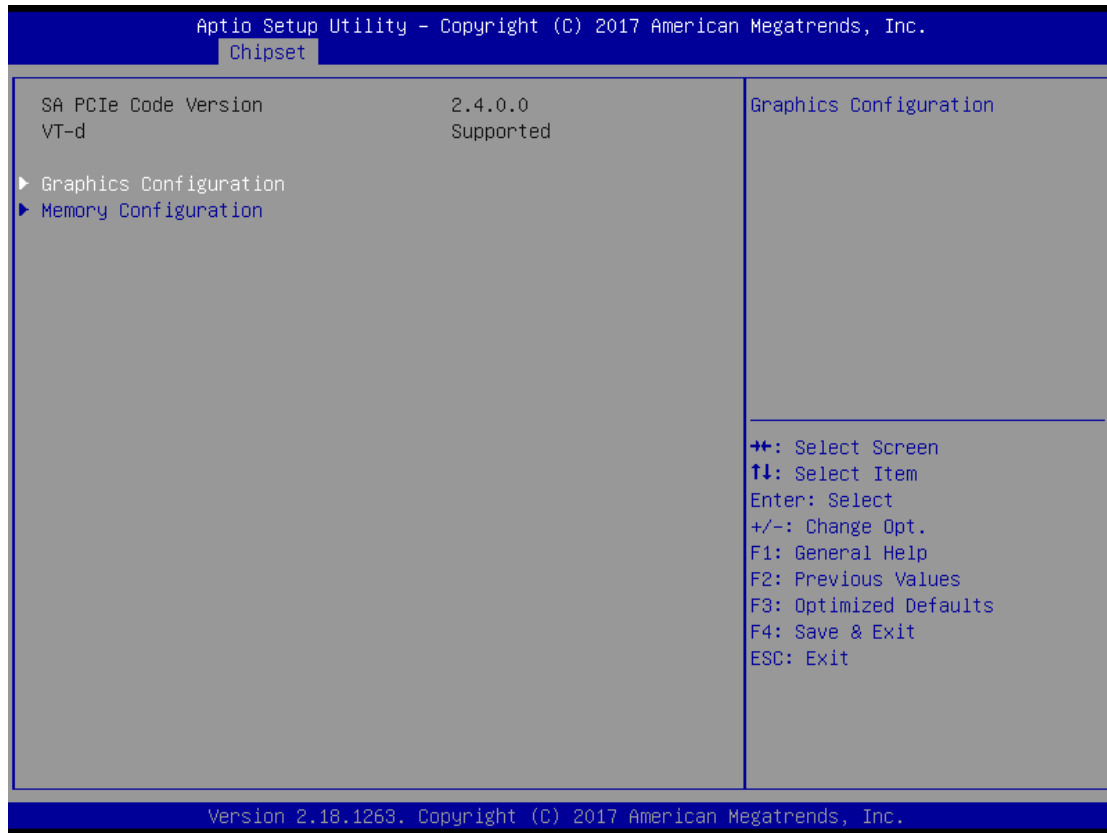 Aptio Setup Utility – Copyright (C) 2017 American Megatrends, Inc.
Chipset
SA PCIe Code Version 2.4.0.0
VT-d Supported
▶ Graphics Configuration
▶ Memory Configuration
Graphics Configuration
→←: Select Screen
↑↓: Select Item
Enter: Select
+/-: Change Opt.
F1: General Help
F2: Previous Values
F3: Optimized Defaults
F4: Save & Exit
ESC: Exit
Version 2.18.1263. Copyright (C) 2017 American Megatrends, Inc.